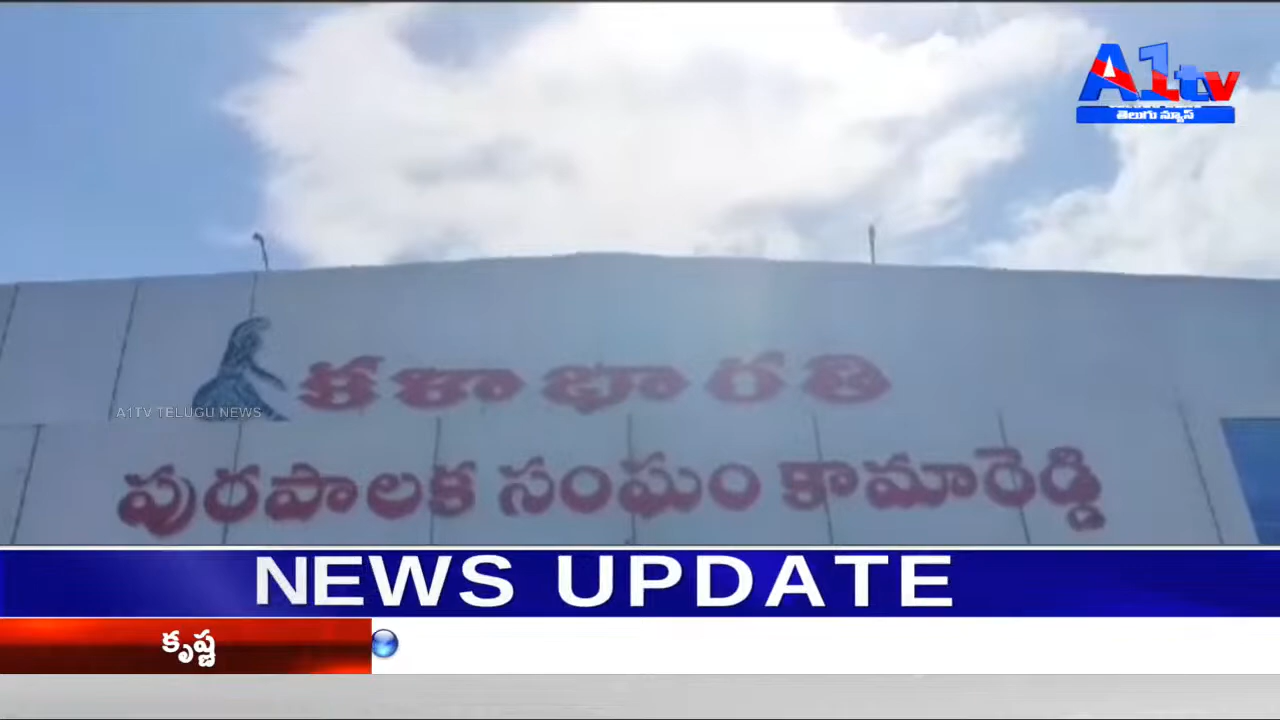 A1tv
తెలుగు న్యూస్
కళాభారతి
A1TV TELUGU NEWS
పురపాలక సంఘం కామారెడ్డి
NEWS UPDATE
కృష్ణ